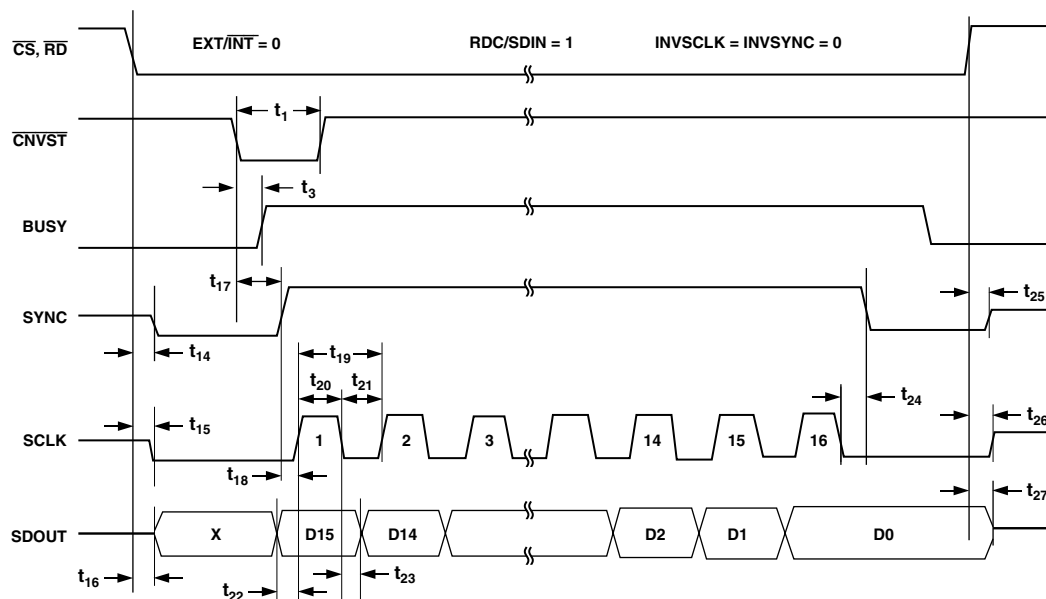 CS, RD
EXT/INT = 0
RDC/SDIN = 1
INVSCLK = INVSYNC = 0
t1
CNVST
t3
BUSY
t17
t25
SYNC
t14
t19
t20
t21
t24
t15
t26
SCLK
1
2
3
14
15
16
t18
t27
SDOUT
X
D15
D14
D2
D1
D0
t16
t22
t23